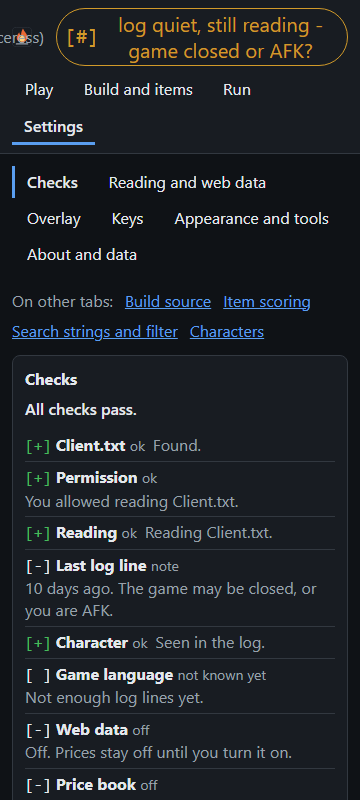 [#] log quiet, still reading -
game closed or AFK?
Play Build and items Run
Settings
Checks Reading and web data
Overlay Keys Appearance and tools
About and data
On other tabs: Build source Item scoring
Search strings and filter Characters
Checks
All checks pass.
[+] Client.txt ok Found.
[+] Permission ok
You allowed reading Client.txt.
[+] Reading ok Reading Client.txt.
[-] Last log line note
10 days ago. The game may be closed, or
you are AFK.
[+] Character ok Seen in the log.
[ ] Game language not known yet
Not enough log lines yet.
[-] Web data off
Off. Prices stay off until you turn it on.
[-] Price book off